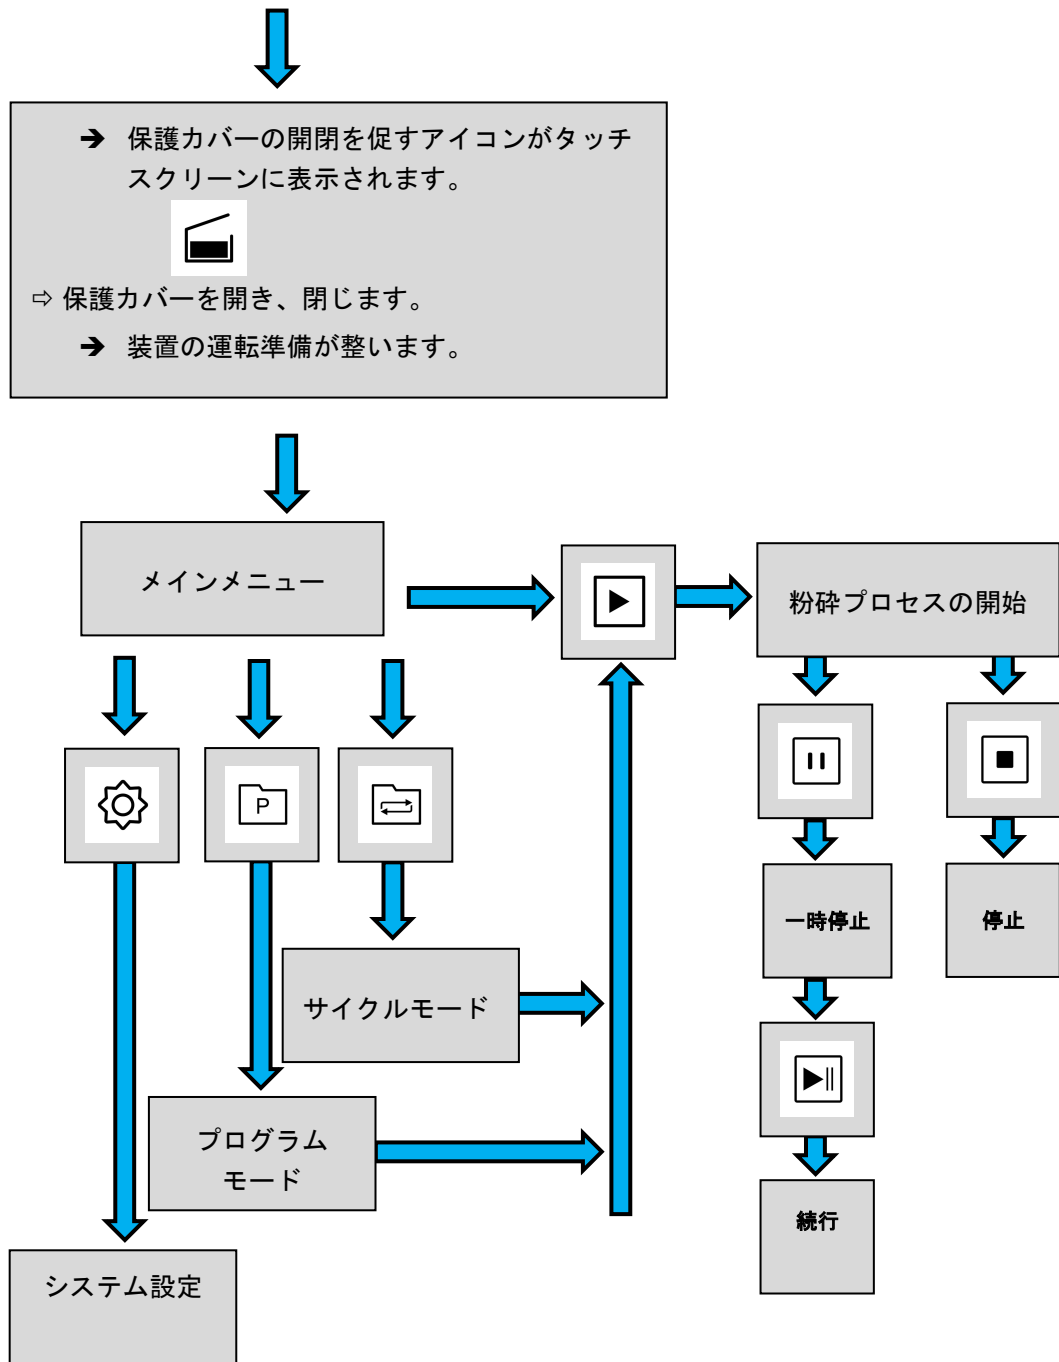 ➔ 保護カバーの開閉を促すアイコンがタッチ
スクリーンに表示されます。
⇨ 保護カバーを開き、閉じます。
➔ 装置の運転準備が整います。
メインメニュー
粉砕プロセスの開始
P
一時停止
停止
サイクルモード
プログラム
モード
続行
システム設定